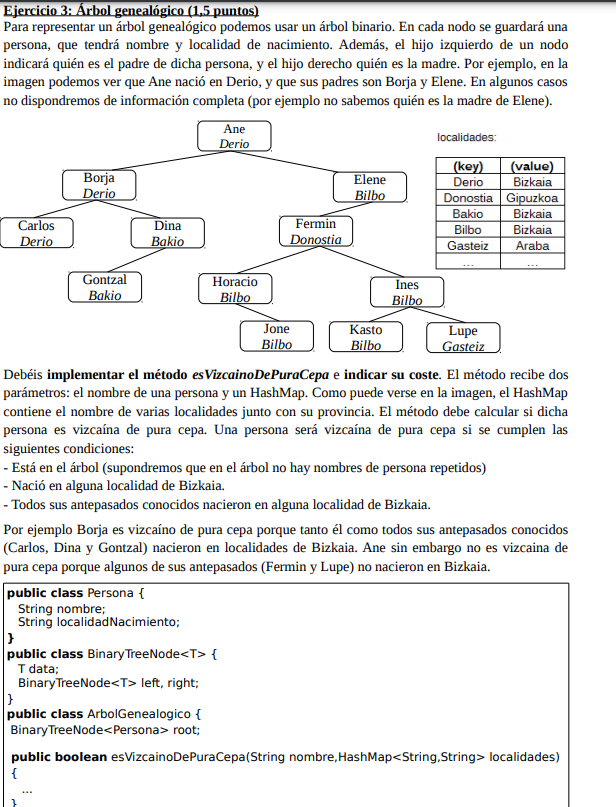 Ejercicio 3: Árbol genealógico (1,5 puntos)
Para representar un árbol genealógico podemos usar un árbol binario. En cada nodo se guardará una
persona, que tendrá nombre y localidad de nacimiento. Además, el hijo izquierdo de un nodo
indicará quién es el padre de dicha persona, y el hijo derecho quién es la madre. Por ejemplo, en la
imagen podemos ver que Ane nació en Derio, y que sus padres son Borja y Elene. En algunos casos
no dispondremos de información completa (por ejemplo no sabemos quién es la madre de Elene).
Ane
Derio
localidades:
Borja
Derio
Elene
Bilbo
(key) (value)
Derio Bizkaia
Donostia Gipuzkoa
Bakio Bizkaia
Bilbo Bizkaia
Gasteiz Araba
... ...
Carlos
Derio
Dina
Bakio
Fermin
Donostia
Gontzal
Bakio
Horacio
Bilbo
Ines
Bilbo
Jone
Bilbo
Kasto
Bilbo
Lupe
Gasteiz
Debéis implementar el método esVizcainoDePuraCepa e indicar su coste. El método recibe dos
parámetros: el nombre de una persona y un HashMap. Como puede verse en la imagen, el HashMap
contiene el nombre de varias localidades junto con su provincia. El método debe calcular si dicha
persona es vizcaína de pura cepa. Una persona será vizcaína de pura cepa si se cumplen las
siguientes condiciones:
- Está en el árbol (supondremos que en el árbol no hay nombres de persona repetidos)
- Nació en alguna localidad de Bizkaia.
- Todos sus antepasados conocidos nacieron en alguna localidad de Bizkaia.
Por ejemplo Borja es vizcaíno de pura cepa porque tanto él como todos sus antepasados conocidos
(Carlos, Dina y Gontzal) nacieron en localidades de Bizkaia. Ane sin embargo no es vizcaina de
pura cepa porque algunos de sus antepasados (Fermin y Lupe) no nacieron en Bizkaia.
public class Persona {
String nombre;
String localidadNacimiento;
}
public class BinaryTreeNode<T> {
T data;
BinaryTreeNode<T> left, right;
}
public class ArbolGenealogico {
BinaryTreeNode<Persona> root;
public boolean esVizcainoDePuraCepa(String nombre,HashMap<String,String> localidades)
{
...
}